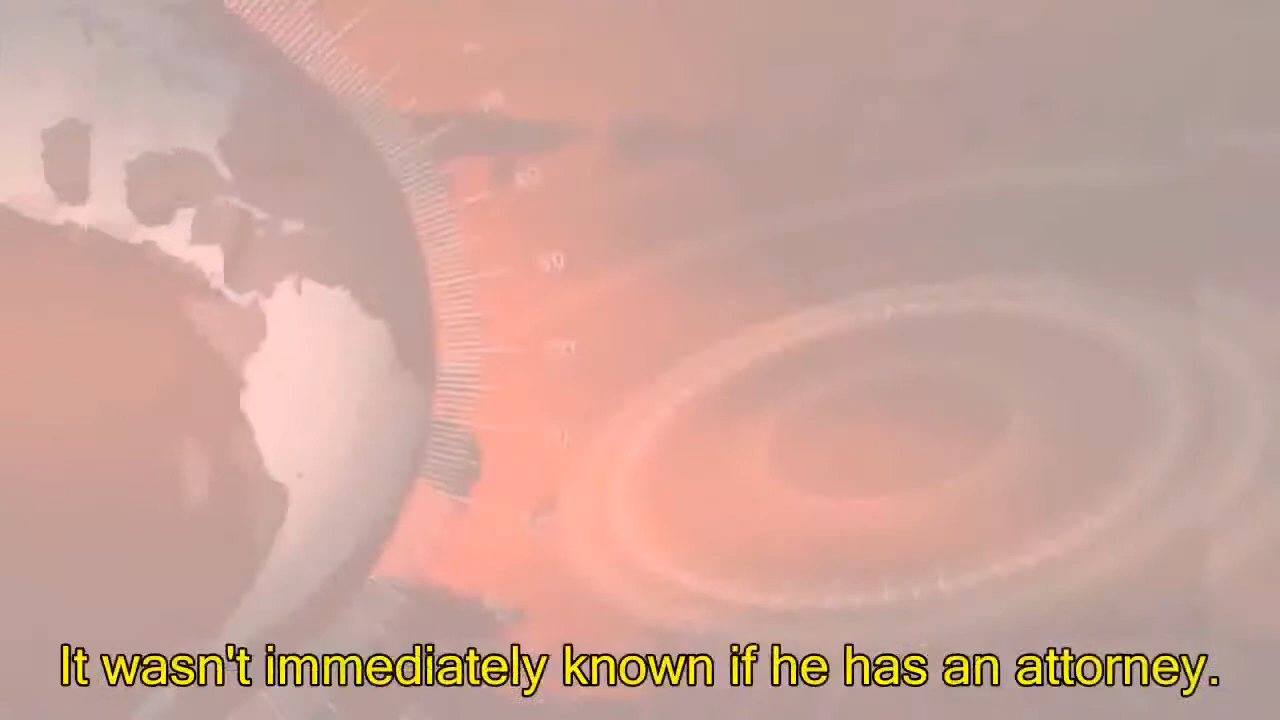 It wasn't immediately known if he has an attorney.